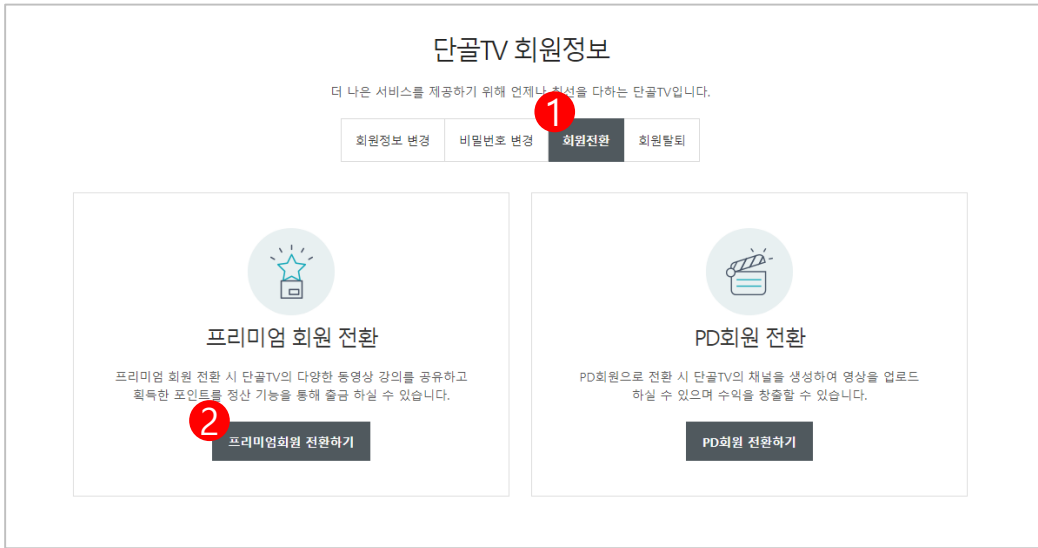 단골TV 회원정보
더 나은 서비스를 제공하기 위해 언제나 최선을 다하는 단골TV입니다.
1
회원정보 변경 비밀번호 변경 회원전환 회원탈퇴
프리미엄 회원 전환
프리미엄 회원 전환 시 단골TV의 다양한 동영상 강의를 공유하고
획득한 포인트를 정산 기능을 통해 출금 하실 수 있습니다.
2
프리미엄회원 전환하기
PD회원 전환
PD회원으로 전환 시 단골TV의 채널을 생성하여 영상을 업로드
하실 수 있으며 수익을 창출할 수 있습니다.
PD회원 전환하기